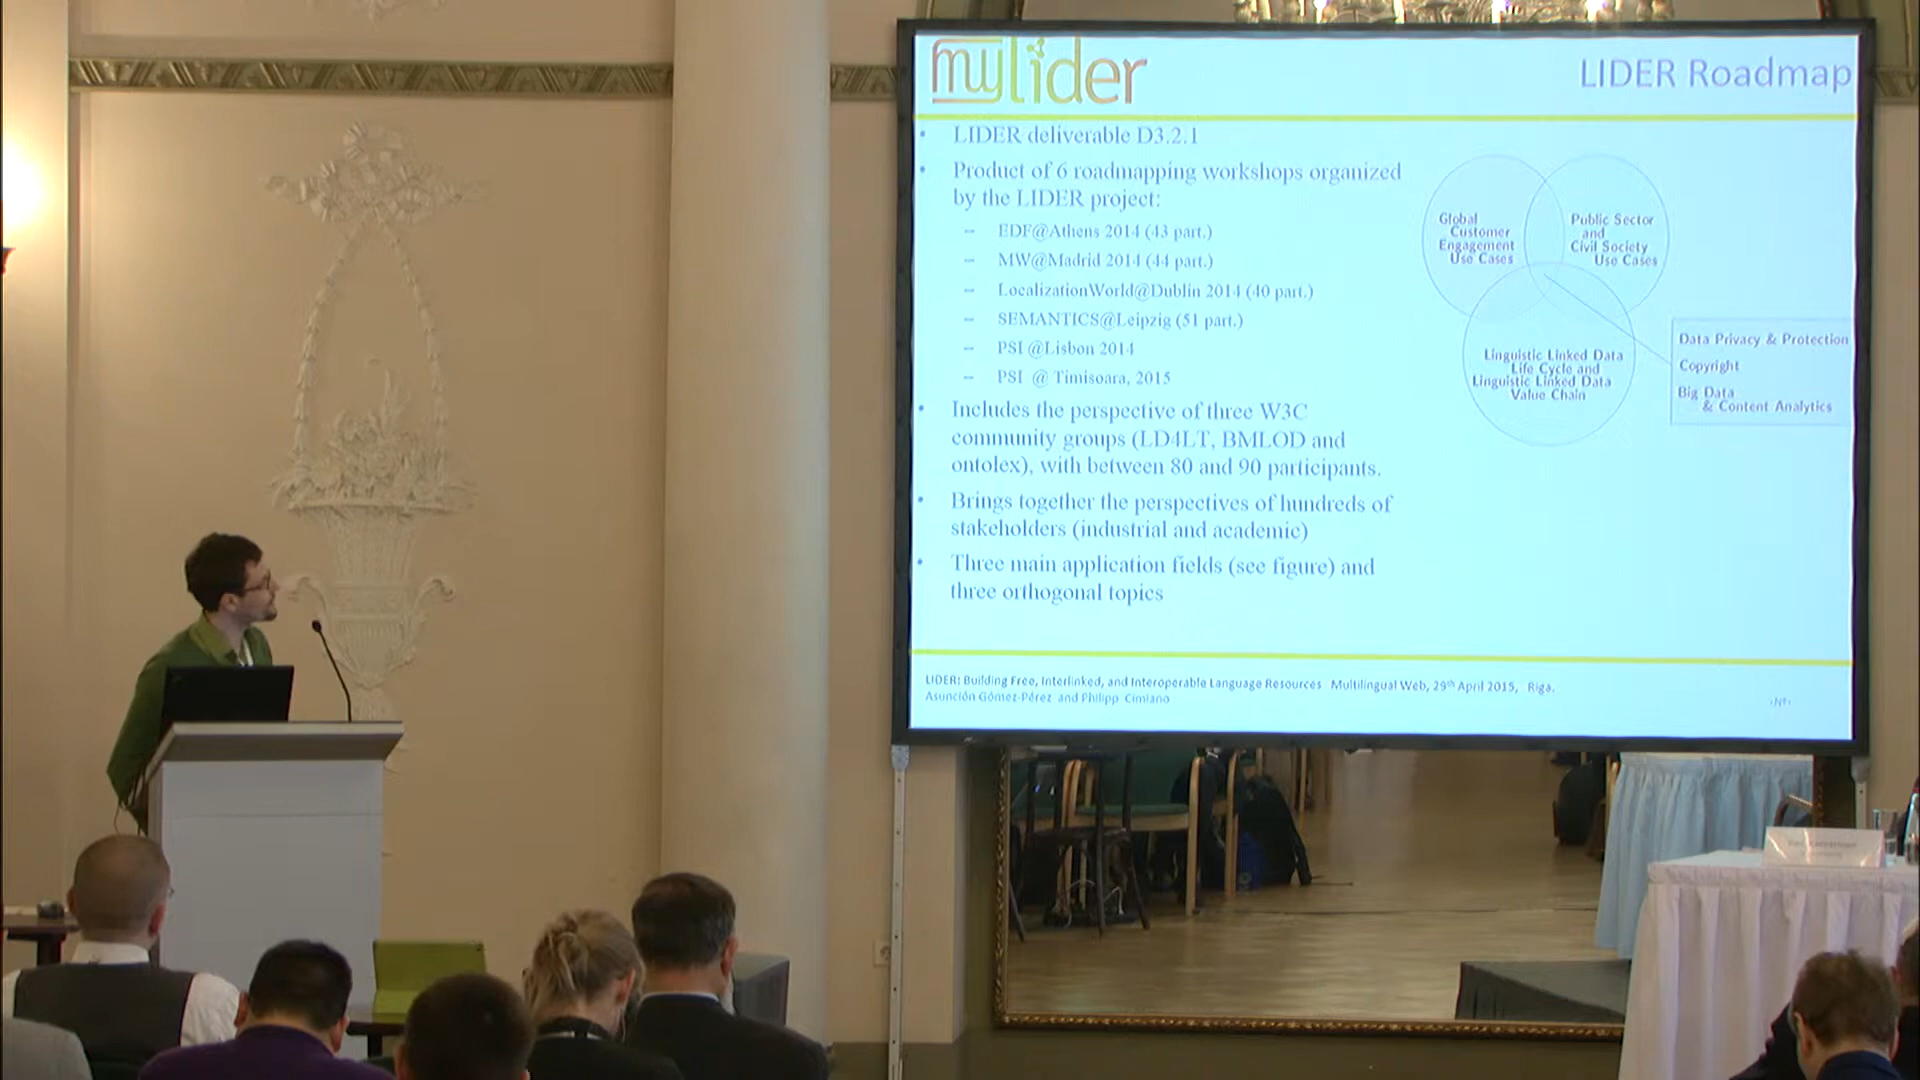 mylider
LIDER Roadmap
• LIDER deliverable D3.2.1
• Product of 6 roadmapping workshops organized
by the LIDER project:
– EDF@Athens 2014 (43 part.)
– MW@Madrid 2014 (44 part.)
– LocalizationWorld@Dublin 2014 (40 part.)
– SEMANTICS@Leipzig (51 part.)
– PSI @Lisbon 2014
– PSI @ Timisoara, 2015
• Includes the perspective of three W3C
community groups (LD4LT, BMLOD and
ontolex), with between 80 and 90 participants.
• Brings together the perspectives of hundreds of
stakeholders (industrial and academic)
• Three main application fields (see figure) and
three orthogonal topics
Global
Customer
Engagement
Use Cases
Public Sector
and
Civil Society
Use Cases
Linguistic Linked Data
Life Cycle and
Linguistic Linked Data
Value Chain
Data Privacy & Protection
Copyright
Big Data
& Content Analytics
LIDER: Building Free, Interlinked, and Interoperable Language Resources Multilingual Web, 29th April 2015, Riga.
Asunción Gómez-Pérez and Philipp Cimiano